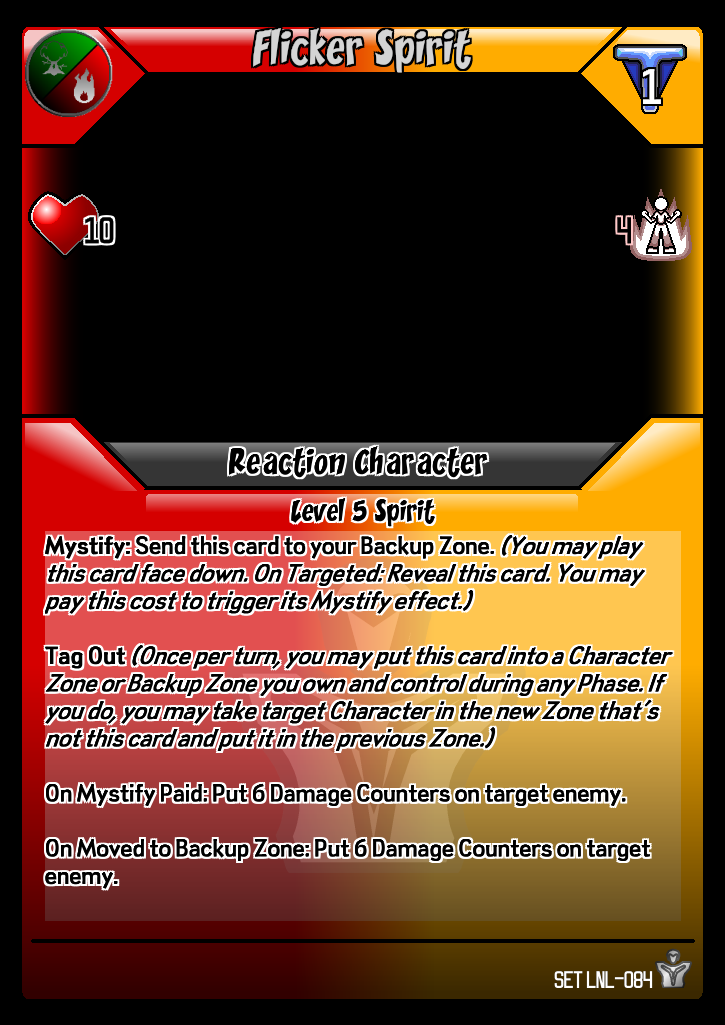 Flicker Spirit
1
10
4
Reaction Character
Level 5 Spirit
Mystify: Send this card to your Backup Zone. (You may play
this card face down. On Targeted: Reveal this card. You may
pay this cost to trigger its Mystify effect.)
Tag Out (Once per turn, you may put this card into a Character
Zone or Backup Zone you own and control during any Phase. If
you do, you may take target Character in the new Zone that's
not this card and put it in the previous Zone.)
On Mystify Paid: Put 6 Damage Counters on target enemy.
On Moved to Backup Zone: Put 6 Damage Counters on target
enemy.
SET LNL-084